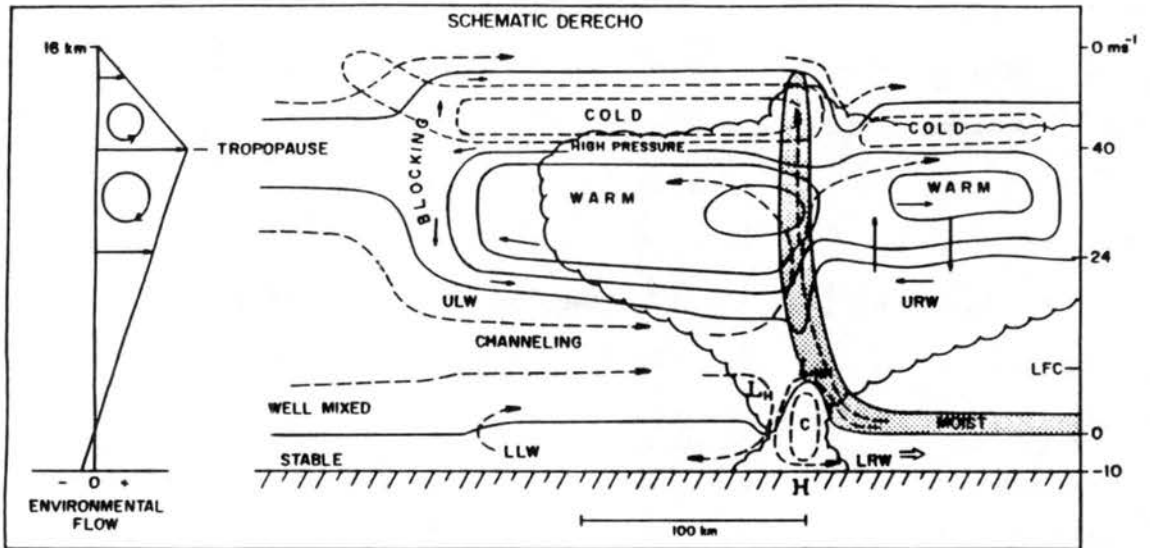 SCHEMATIC DERECHO
16 km
0 ms⁻¹
COLD
COLD
TROPOPAUSE
HIGH PRESSURE
40
BLOCKING
WARM
WARM
24
ULW
URW
CHANNELING
LFC
L
H
WELL MIXED
C
MOIST
0
LLW
LRW
STABLE
-10
- 0 +
H
ENVIRONMENTAL
FLOW
100 km